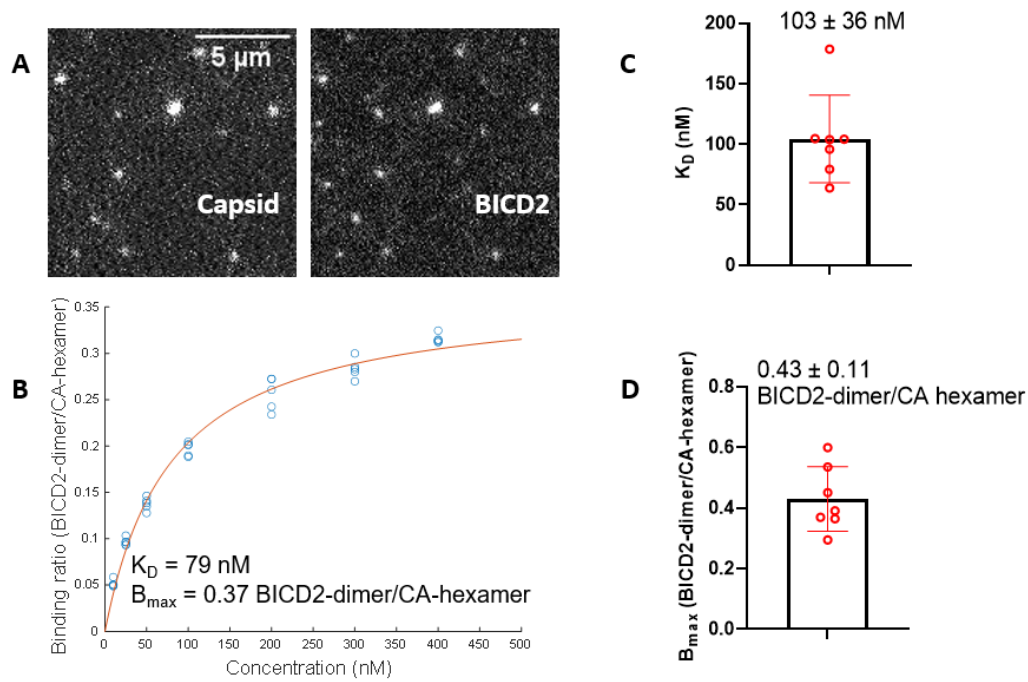 A
5 µm
Capsid
BICD2
B
Binding ratio (BICD2-dimer/CA-hexamer)
0.35
0.3
0.25
0.2
0.15
0.1
0.05
0
K_D = 79 nM
B_max = 0.37 BICD2-dimer/CA-hexamer
0 50 100 150 200 250 300 350 400 450 500
Concentration (nM)
C
103 ± 36 nM
K_D (nM)
200
150
100
50
0
D
0.43 ± 0.11
BICD2-dimer/CA hexamer
B_max (BICD2-dimer/CA-hexamer)
0.8
0.6
0.4
0.2
0.0